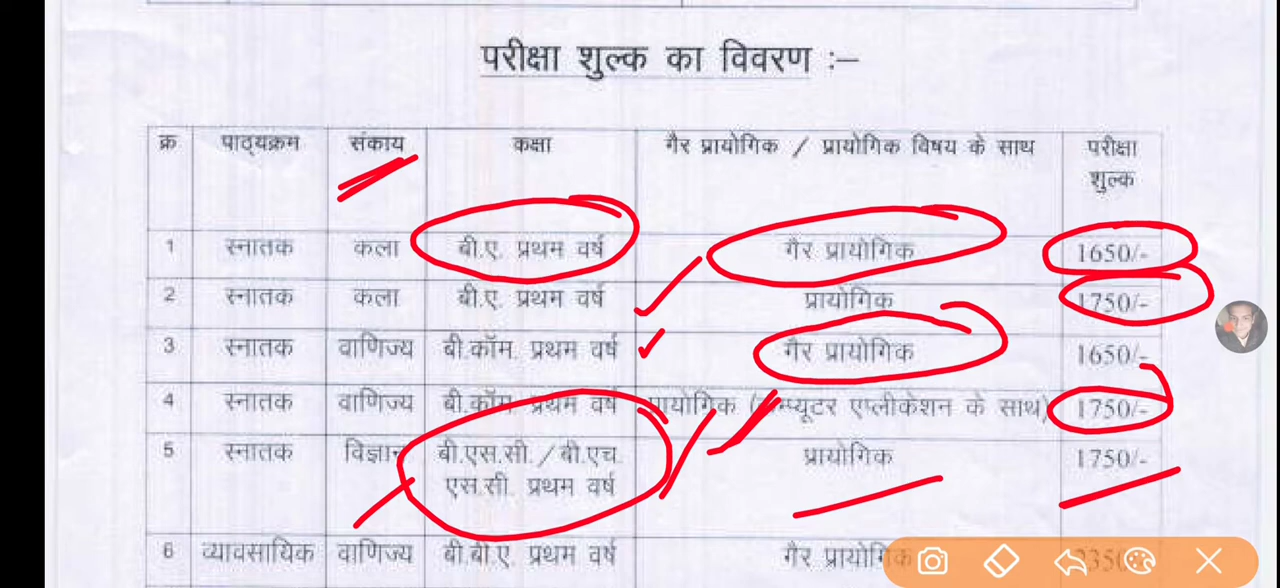 परीक्षा शुल्क का विवरण :–
क्र पाठ्यक्रम संकाय कक्षा गैर प्रायोगिक / प्रायोगिक विषय के साथ परीक्षा शुल्क
1 स्नातक कला बी.ए. प्रथम वर्ष गैर प्रायोगिक 1650/-
2 स्नातक कला बी.ए. प्रथम वर्ष प्रायोगिक 1750/-
3 स्नातक वाणिज्य बी.कॉम. प्रथम वर्ष गैर प्रायोगिक 1650/-
4 स्नातक वाणिज्य बी.कॉम. प्रथम वर्ष प्रायोगिक (कम्प्यूटर एप्लीकेशन के साथ) 1750/-
5 स्नातक विज्ञान बी.एस.सी. / बी.एच. प्रायोगिक 1750/-
एस.सी. प्रथम वर्ष
6 व्यावसायिक वाणिज्य बी.बी.ए. प्रथम वर्ष गैर प्रायोगिक